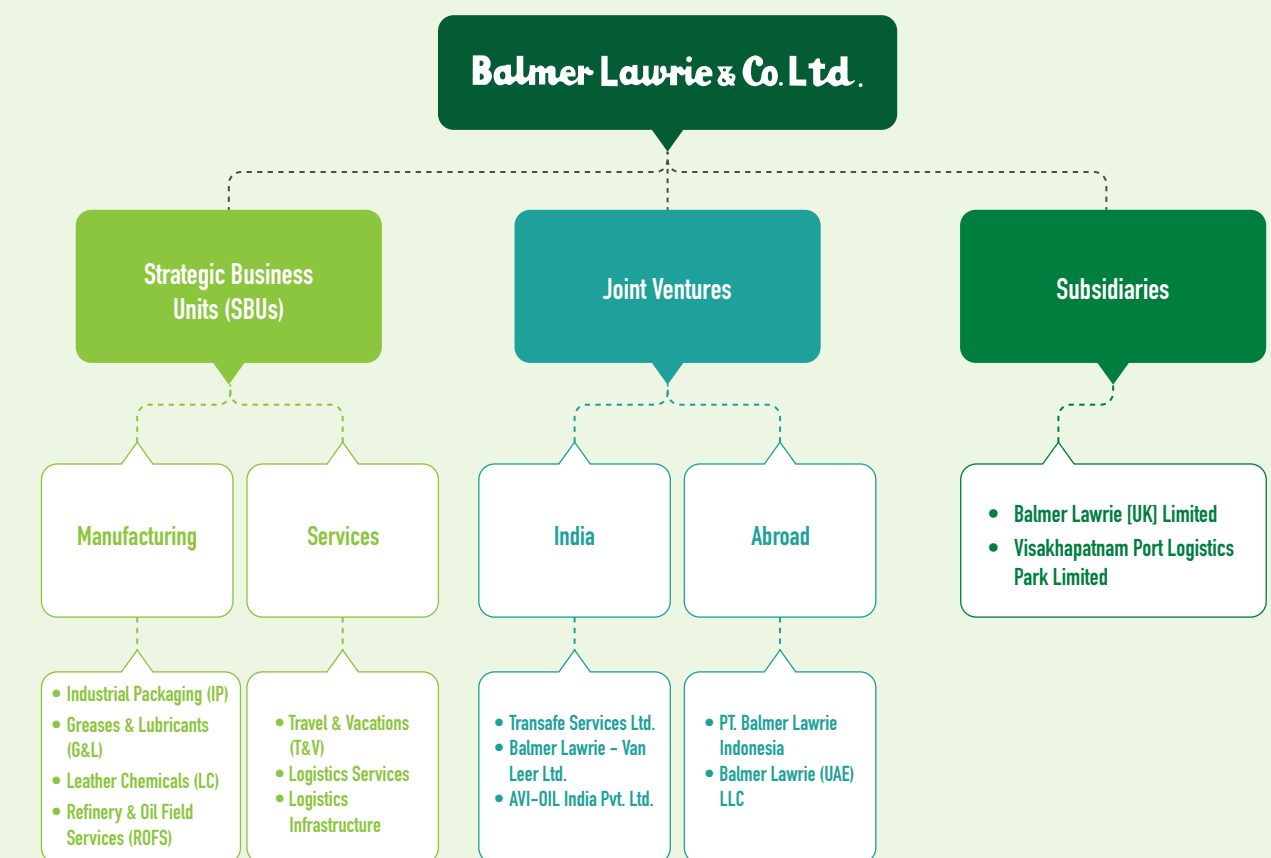 Balmer Lawrie & Co. Ltd.
Strategic Business
Units (SBUs)
Joint Ventures
Subsidiaries
Manufacturing
Services
India
Abroad
• Balmer Lawrie [UK] Limited
• Visakhapatnam Port Logistics
Park Limited
• Industrial Packaging (IP)
• Greases & Lubricants
(G&L)
• Leather Chemicals (LC)
• Refinery & Oil Field
Services (ROFS)
• Travel & Vacations
(T&V)
• Logistics Services
• Logistics
Infrastructure
• Transafe Services Ltd.
• Balmer Lawrie - Van
Leer Ltd.
• AVI-OIL India Pvt. Ltd.
• PT. Balmer Lawrie
Indonesia
• Balmer Lawrie (UAE)
LLC